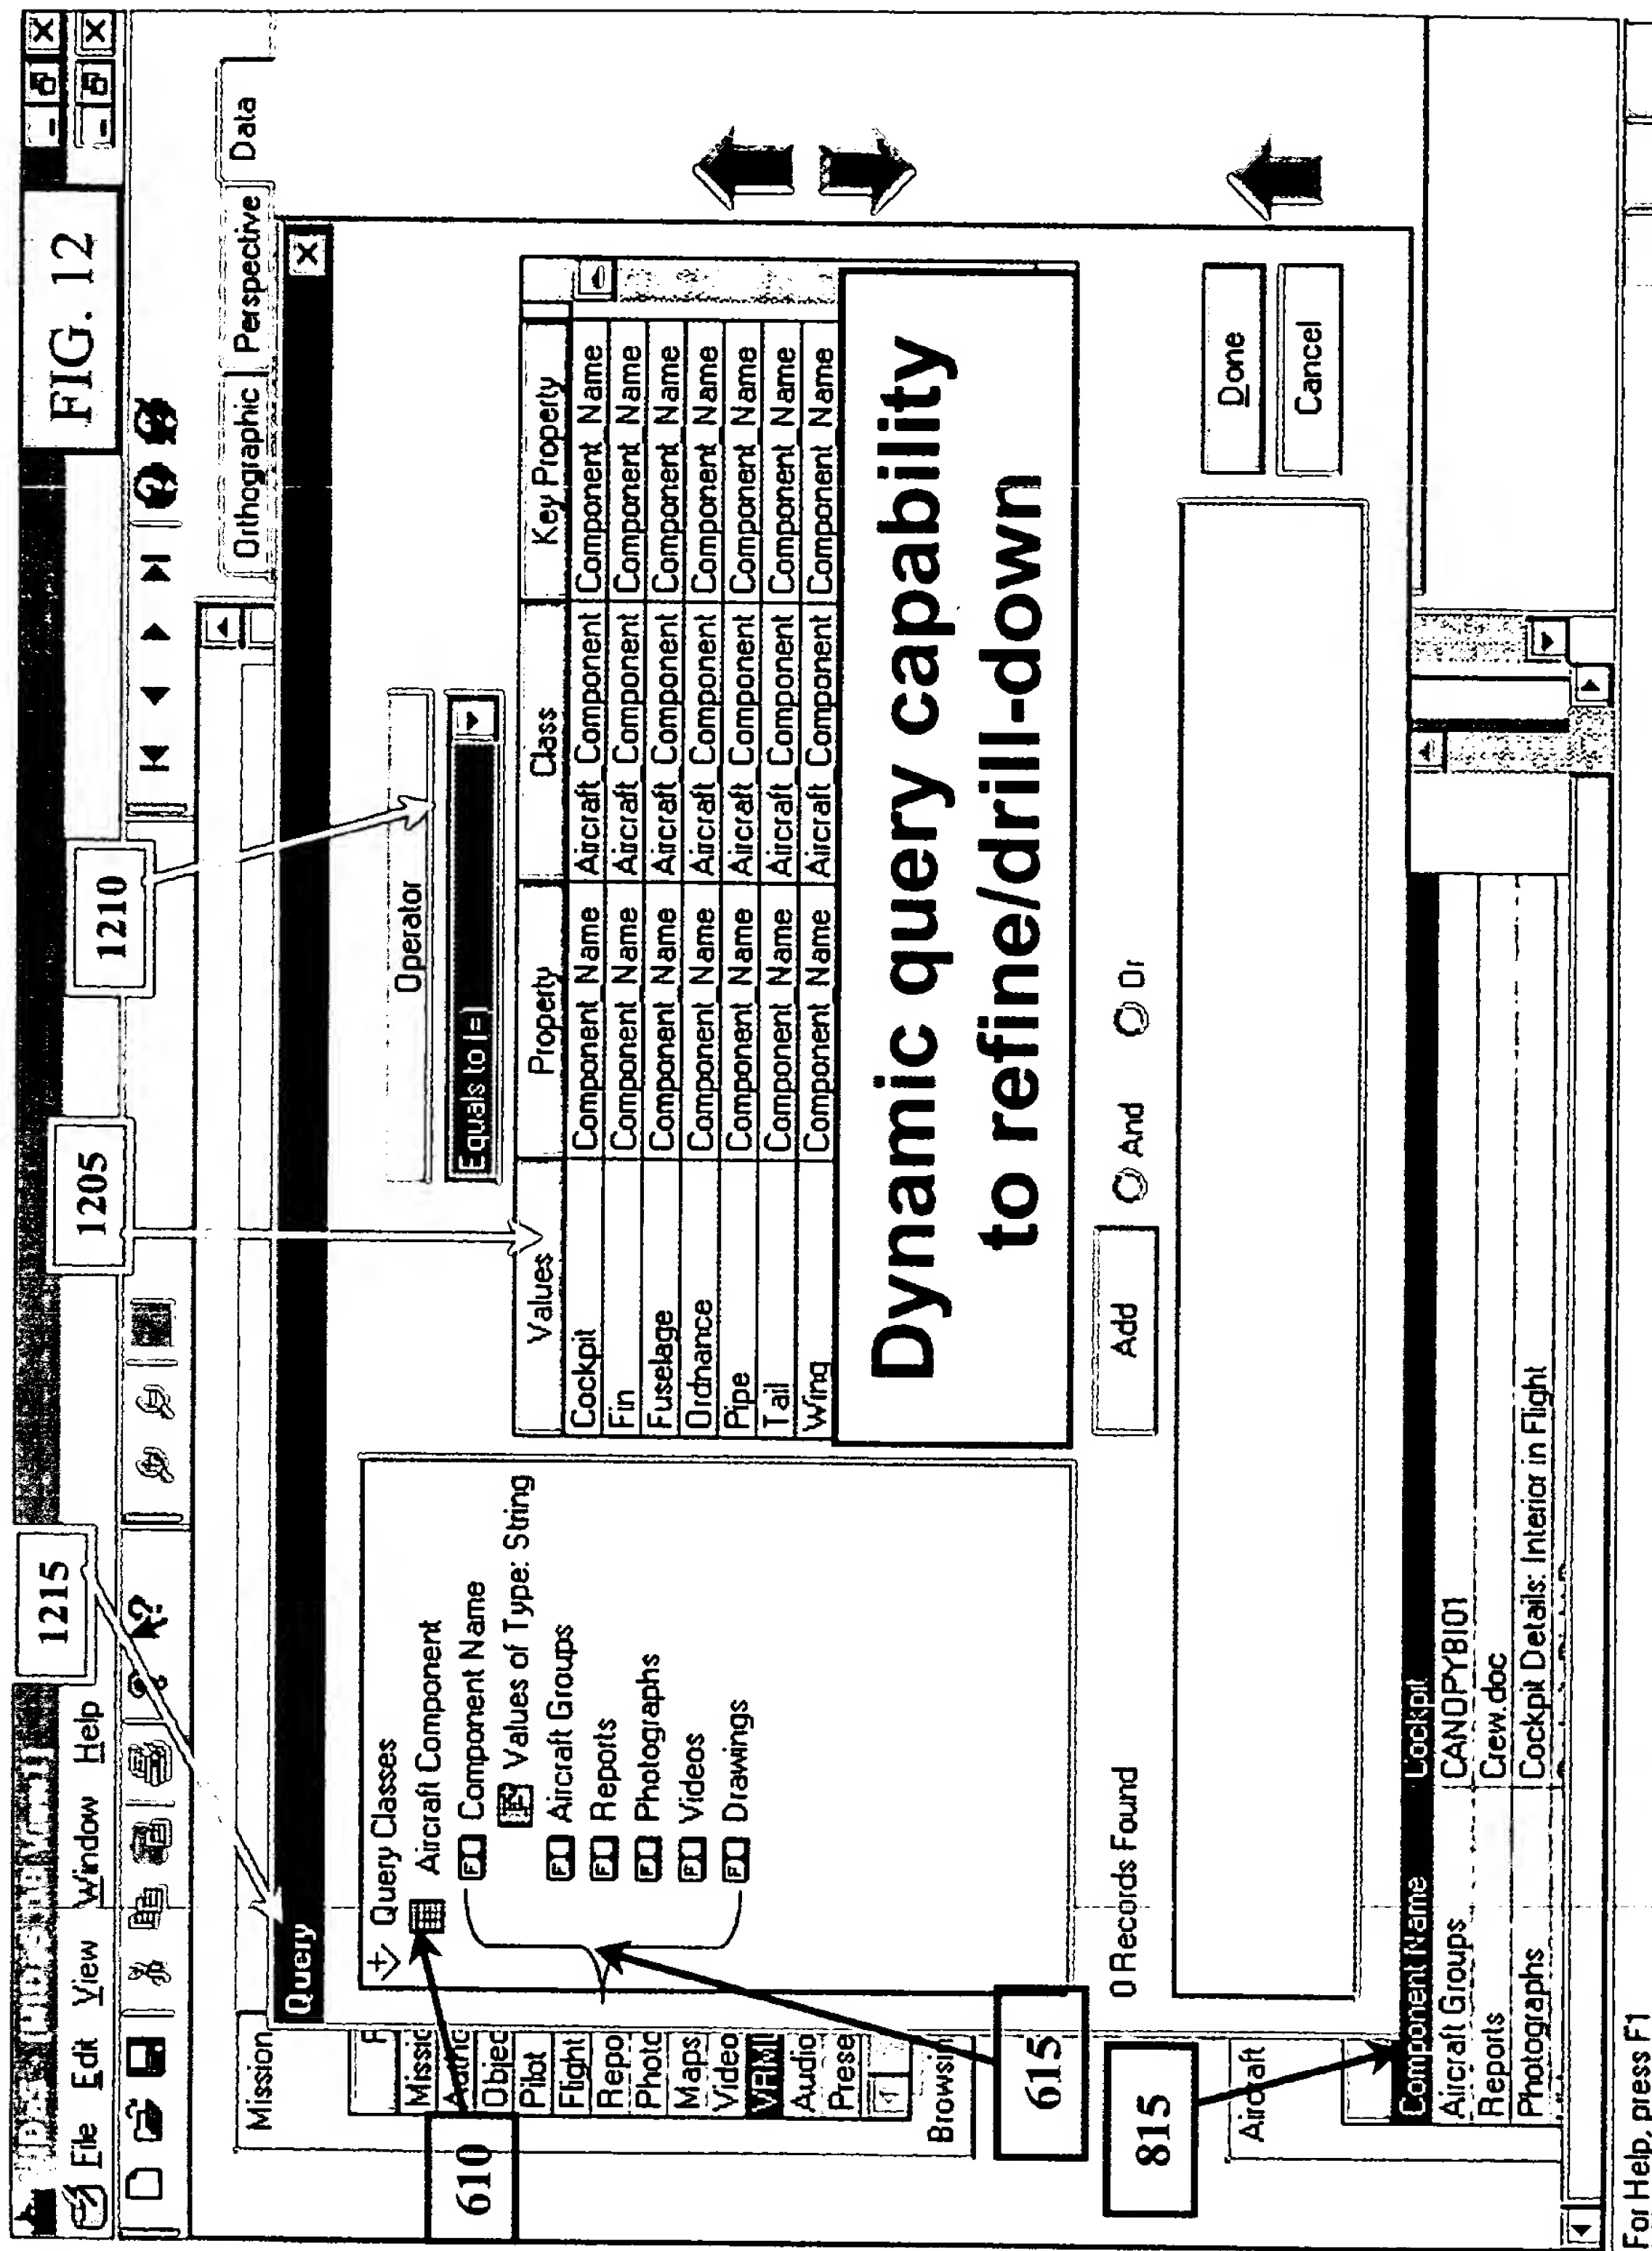 FIG. 12
1215
1205
1210
File Edit View Window Help
Mission
Orthographic Perspective Data
Query
Query Classes
Aircraft Component
Component Name
Values of Type: String
Aircraft Groups
Reports
Photographs
Videos
Drawings
Operator
Equals to (=)
Values Property Class Key Property
Cockpit Component Name Aircraft Component Component Name
Fin Component Name Aircraft Component Component Name
Fuselage Component Name Aircraft Component Component Name
Ordnance Component Name Aircraft Component Component Name
Pipe Component Name Aircraft Component Component Name
Tail Component Name Aircraft Component Component Name
Wing Component Name Aircraft Component Component Name
Dynamic query capability
to refine/drill-down
Missio
Objec
Pilot
Flight
Repo
Photo
Maps
Video
VRML
Audio
Prese
Browsin
610
615
815
Add And Or
Done
Cancel
0 Records Found
Aircraft
Component Name Cockpit
Aircraft Groups CANOPYBI01
Reports Crew.doc
Photographs Cockpit Details: Interior in Flight
For Help, press F1